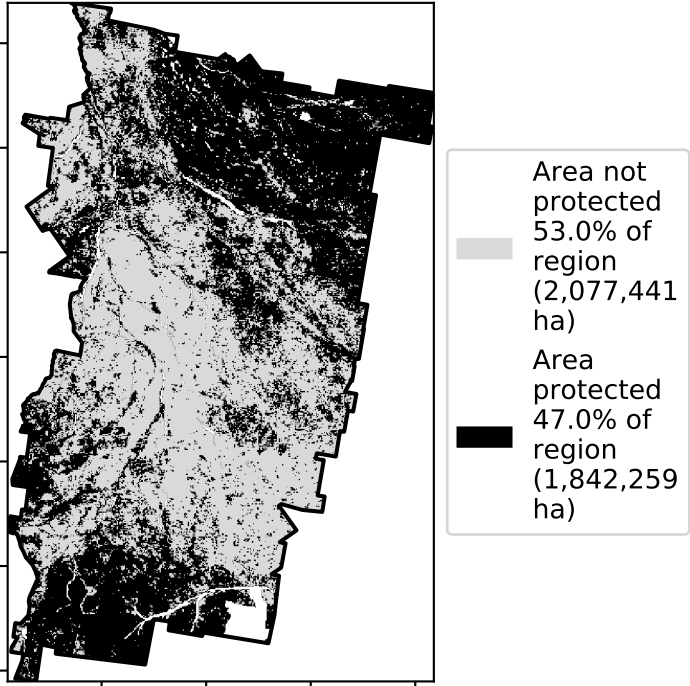 Area not
protected
53.0% of
region
(2,077,441
ha)
Area
protected
47.0% of
region
(1,842,259
ha)